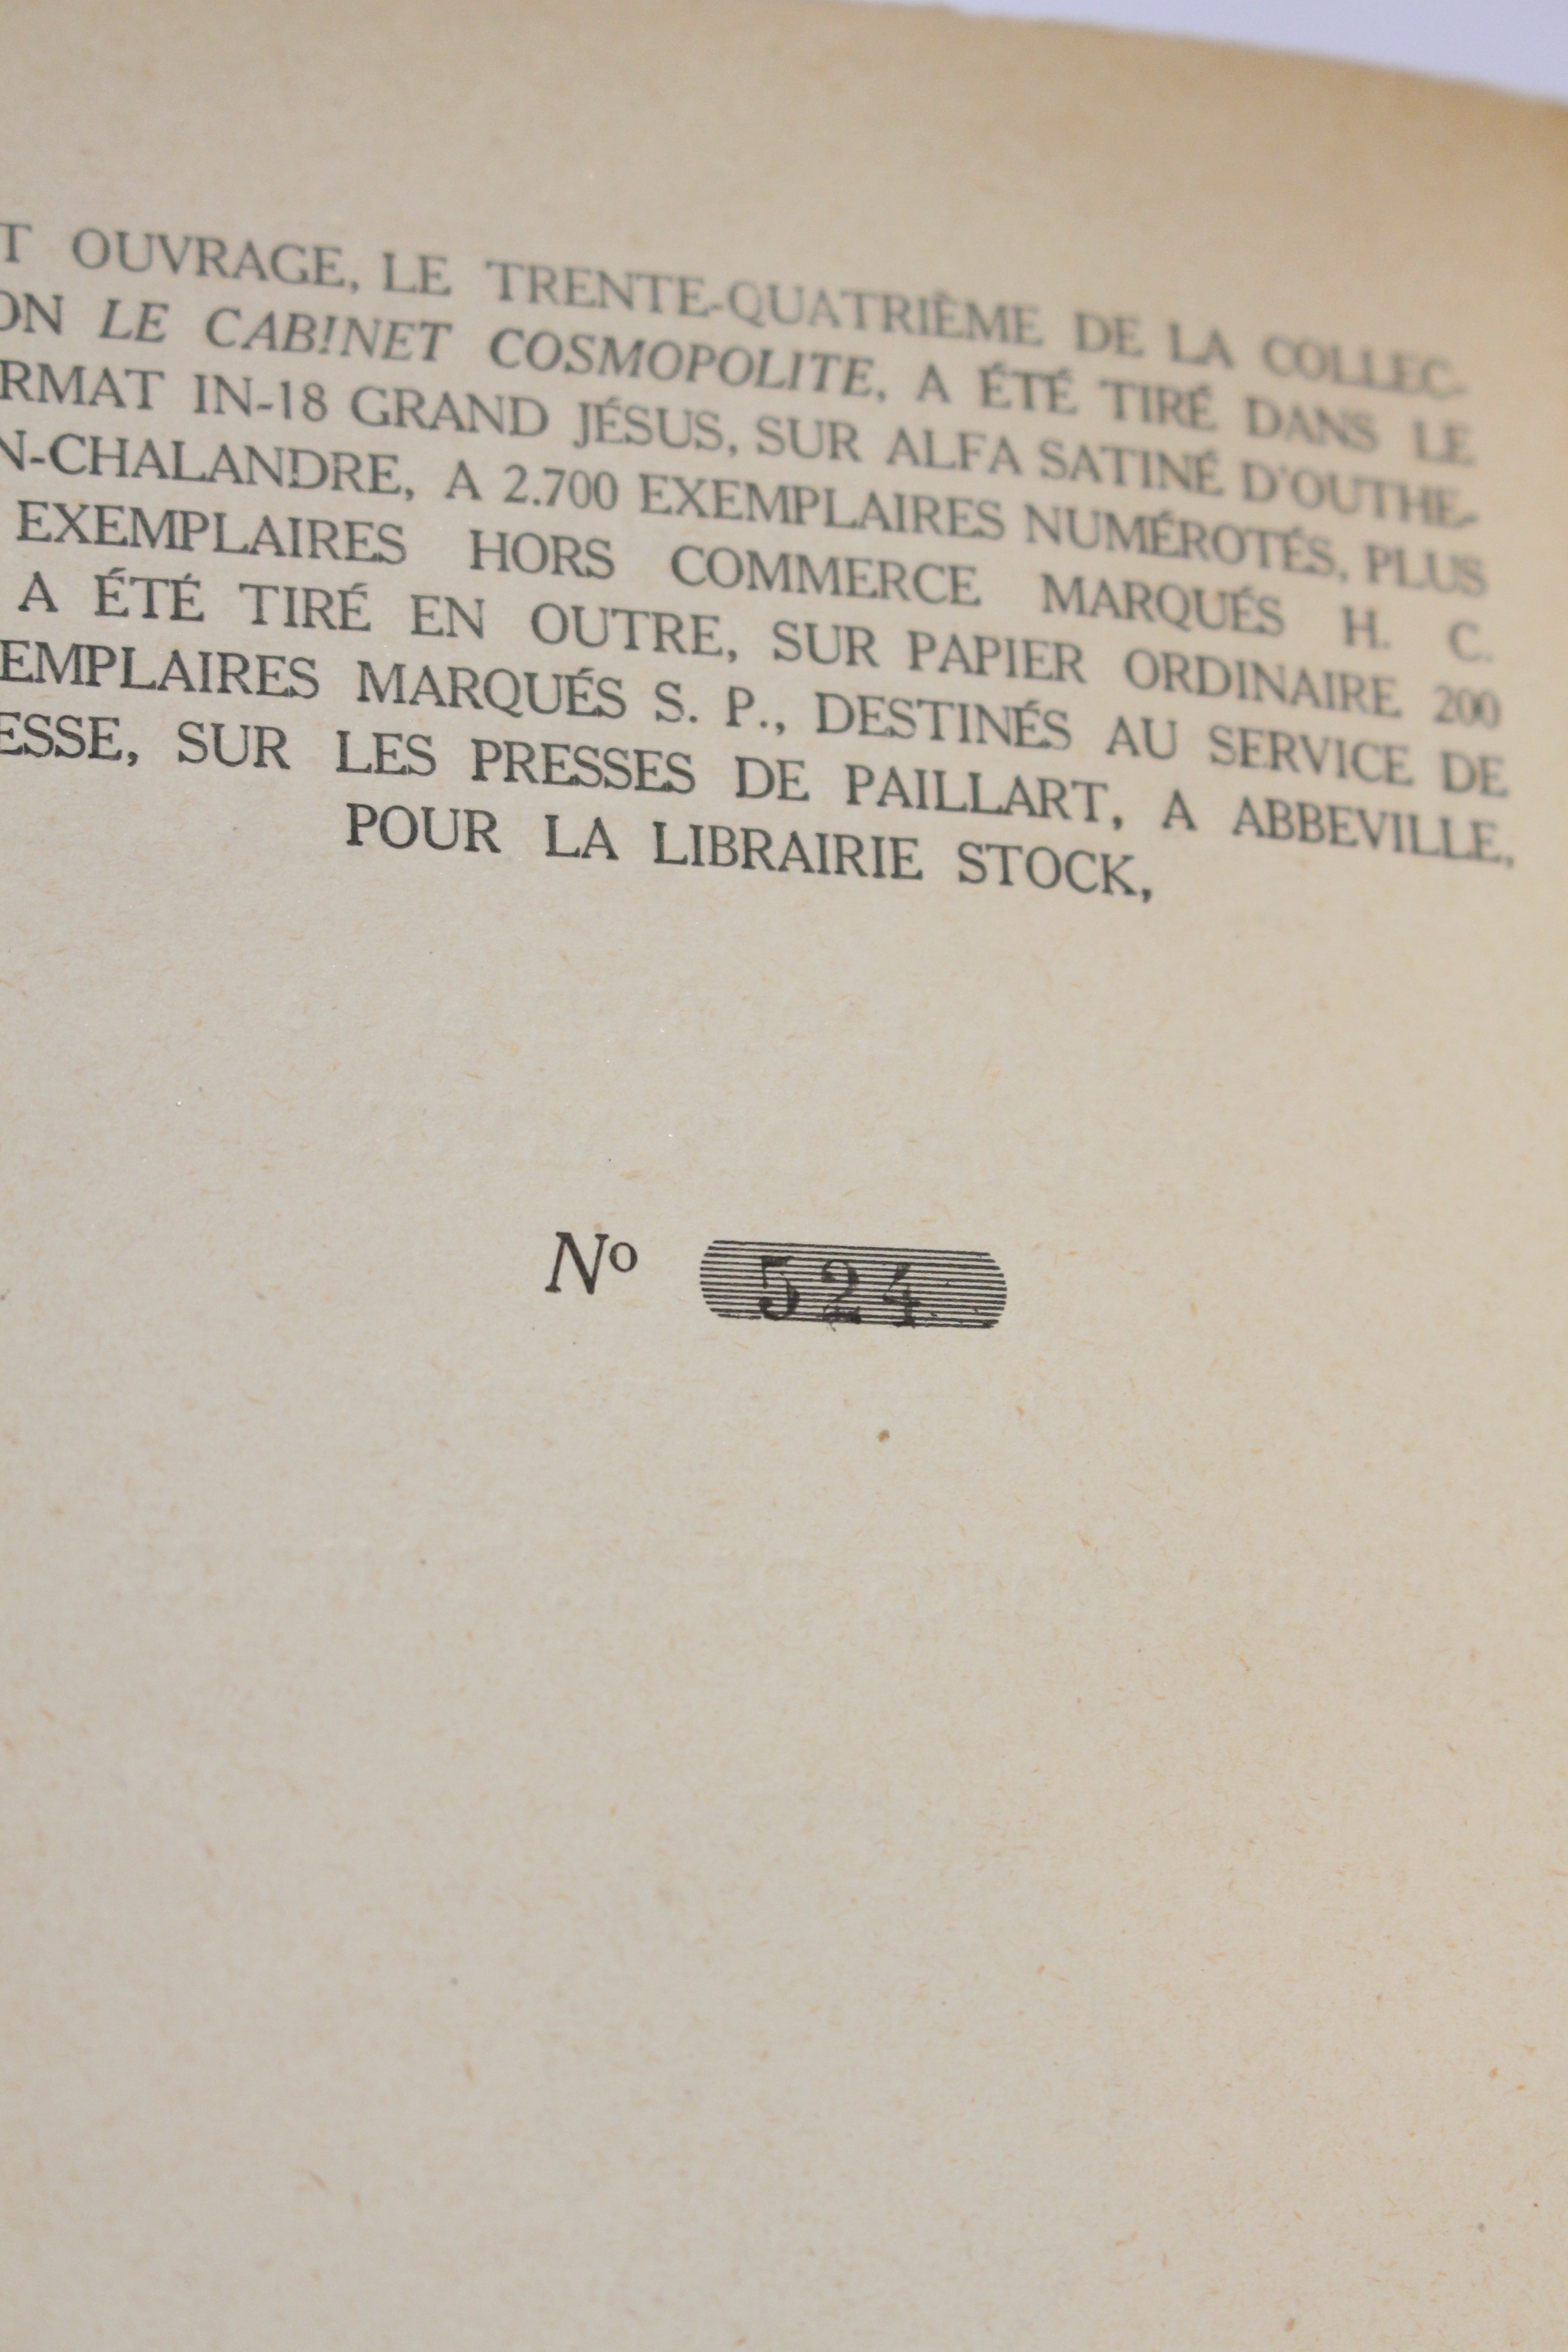 T OUVRAGE, LE TRENTE-QUATRIÈME DE LA COLLEC-
ON LE CAB!NET COSMOPOLITE, A ÉTÉ TIRÉ DANS LE
RMAT IN-18 GRAND JÉSUS, SUR ALFA SATINÉ D'OUTHE-
N-CHALANDRE, A 2.700 EXEMPLAIRES NUMÉROTÉS, PLUS
EXEMPLAIRES HORS COMMERCE MARQUÉS H. C.
A ÉTÉ TIRÉ EN OUTRE, SUR PAPIER ORDINAIRE 200
EMPLAIRES MARQUÉS S. P., DESTINÉS AU SERVICE DE
ESSE, SUR LES PRESSES DE PAILLART, A ABBEVILLE,
POUR LA LIBRAIRIE STOCK,
Nº 524